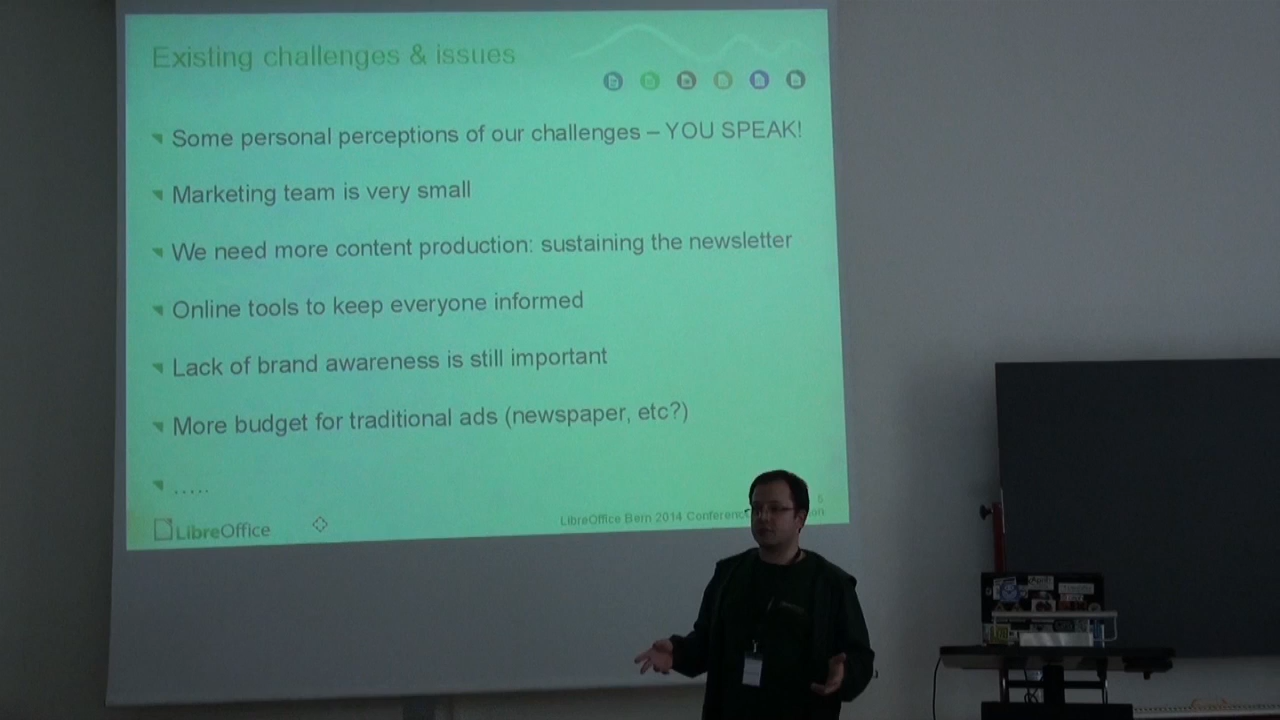 Existing challenges & issues
Some personal perceptions of our challenges – YOU SPEAK!
Marketing team is very small
We need more content production: sustaining the newsletter
Online tools to keep everyone informed
Lack of brand awareness is still important
More budget for traditional ads (newspaper, etc?)
.....
LibreOffice
LibreOffice Bern 2014
April